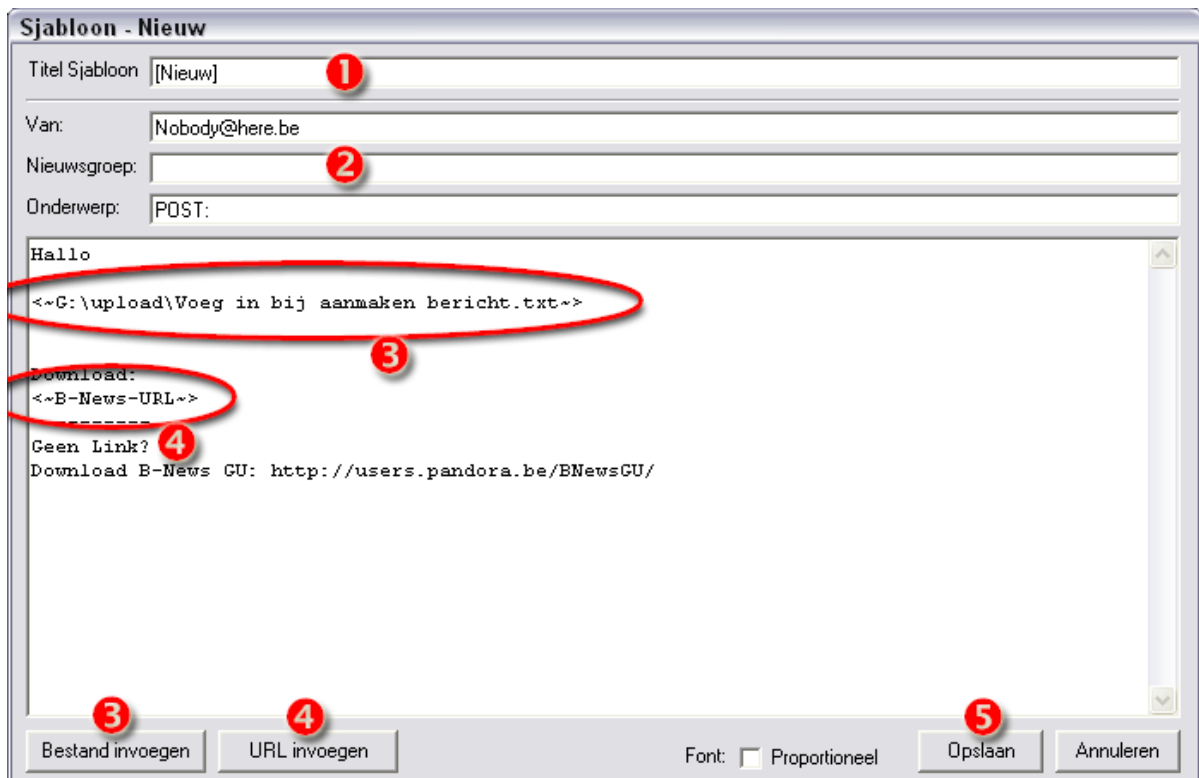 Sjabloon - Nieuw
Titel Sjabloon [Nieuw] 1
Van: Nobody@here.be
Nieuwsgroep: 2
Onderwerp: POST:
Hallo
<~G:\upload\Voeg in bij aanmaken bericht.txt~>
3
Download:
<~B-News-URL~>
----------
Geen Link? 4
Download B-News GU: http://users.pandora.be/BNewsGU/
3 4 5
Bestand invoegen URL invoegen Font: Proportioneel Opslaan Annuleren